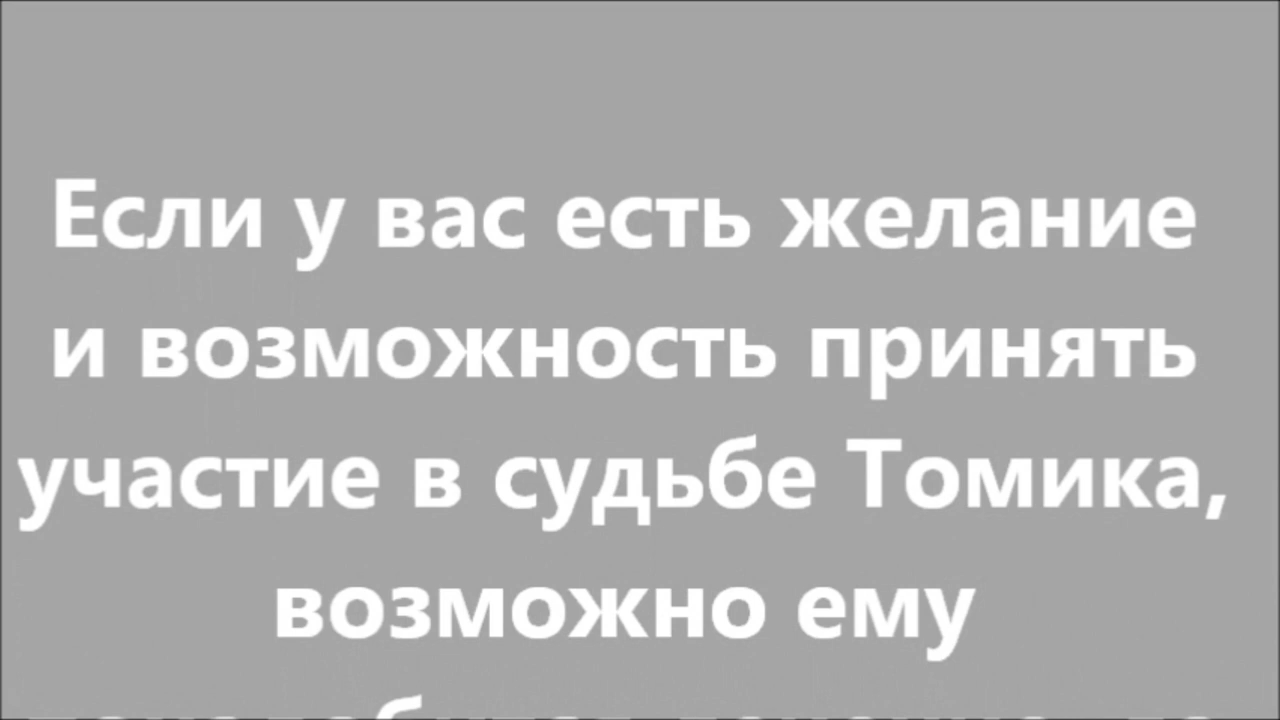 Если у вас есть желание
и возможность принять
участие в судьбе Томика,
возможно ему